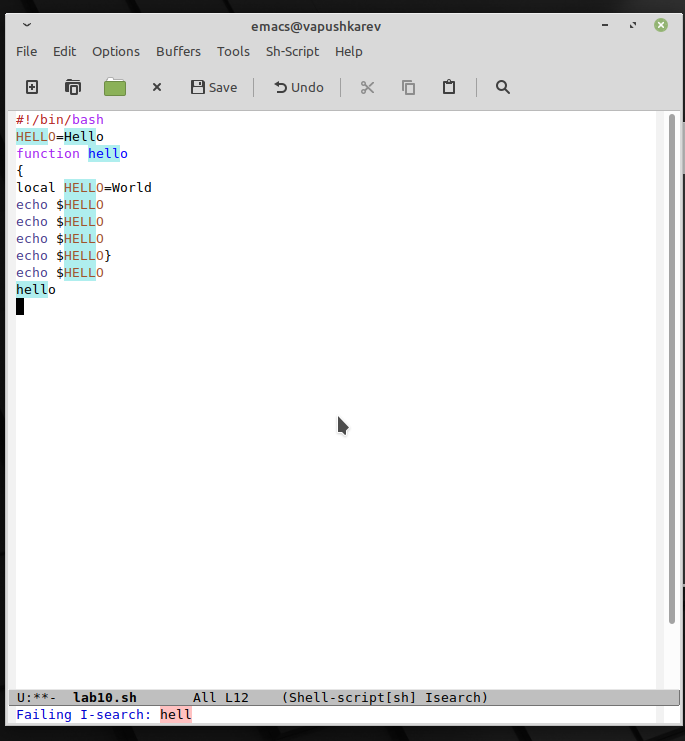 emacs@vapushkarev
File Edit Options Buffers Tools Sh-Script Help
Save Undo
#!/bin/bash
HELLO=Hello
function hello
{
local HELLO=World
echo $HELLO
echo $HELLO
echo $HELLO
echo $HELLO}
echo $HELLO
hello
U:**- lab10.sh All L12 (Shell-script[sh] Isearch)
Failing I-search: hell